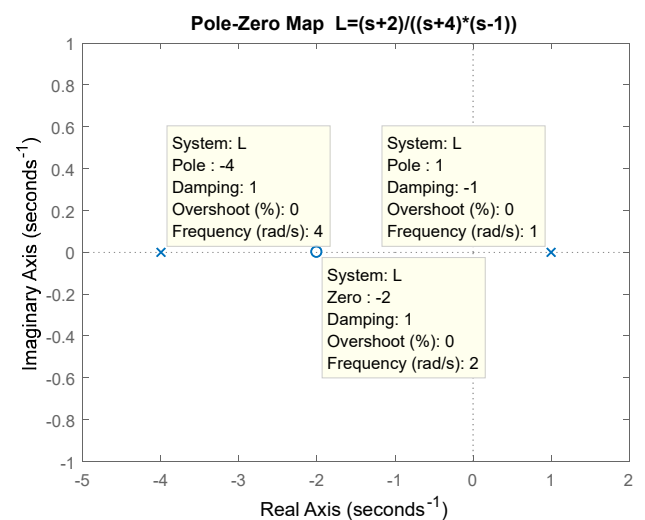 Pole-Zero Map  L=(s+2)/((s+4)*(s-1))
Imaginary Axis (seconds⁻¹)
1
0.8
0.6
0.4
0.2
0
-0.2
-0.4
-0.6
-0.8
-1
System: L
Pole : -4
Damping: 1
Overshoot (%): 0
Frequency (rad/s): 4
System: L
Pole : 1
Damping: -1
Overshoot (%): 0
Frequency (rad/s): 1
System: L
Zero : -2
Damping: 1
Overshoot (%): 0
Frequency (rad/s): 2
-5 -4 -3 -2 -1 0 1 2
Real Axis (seconds⁻¹)